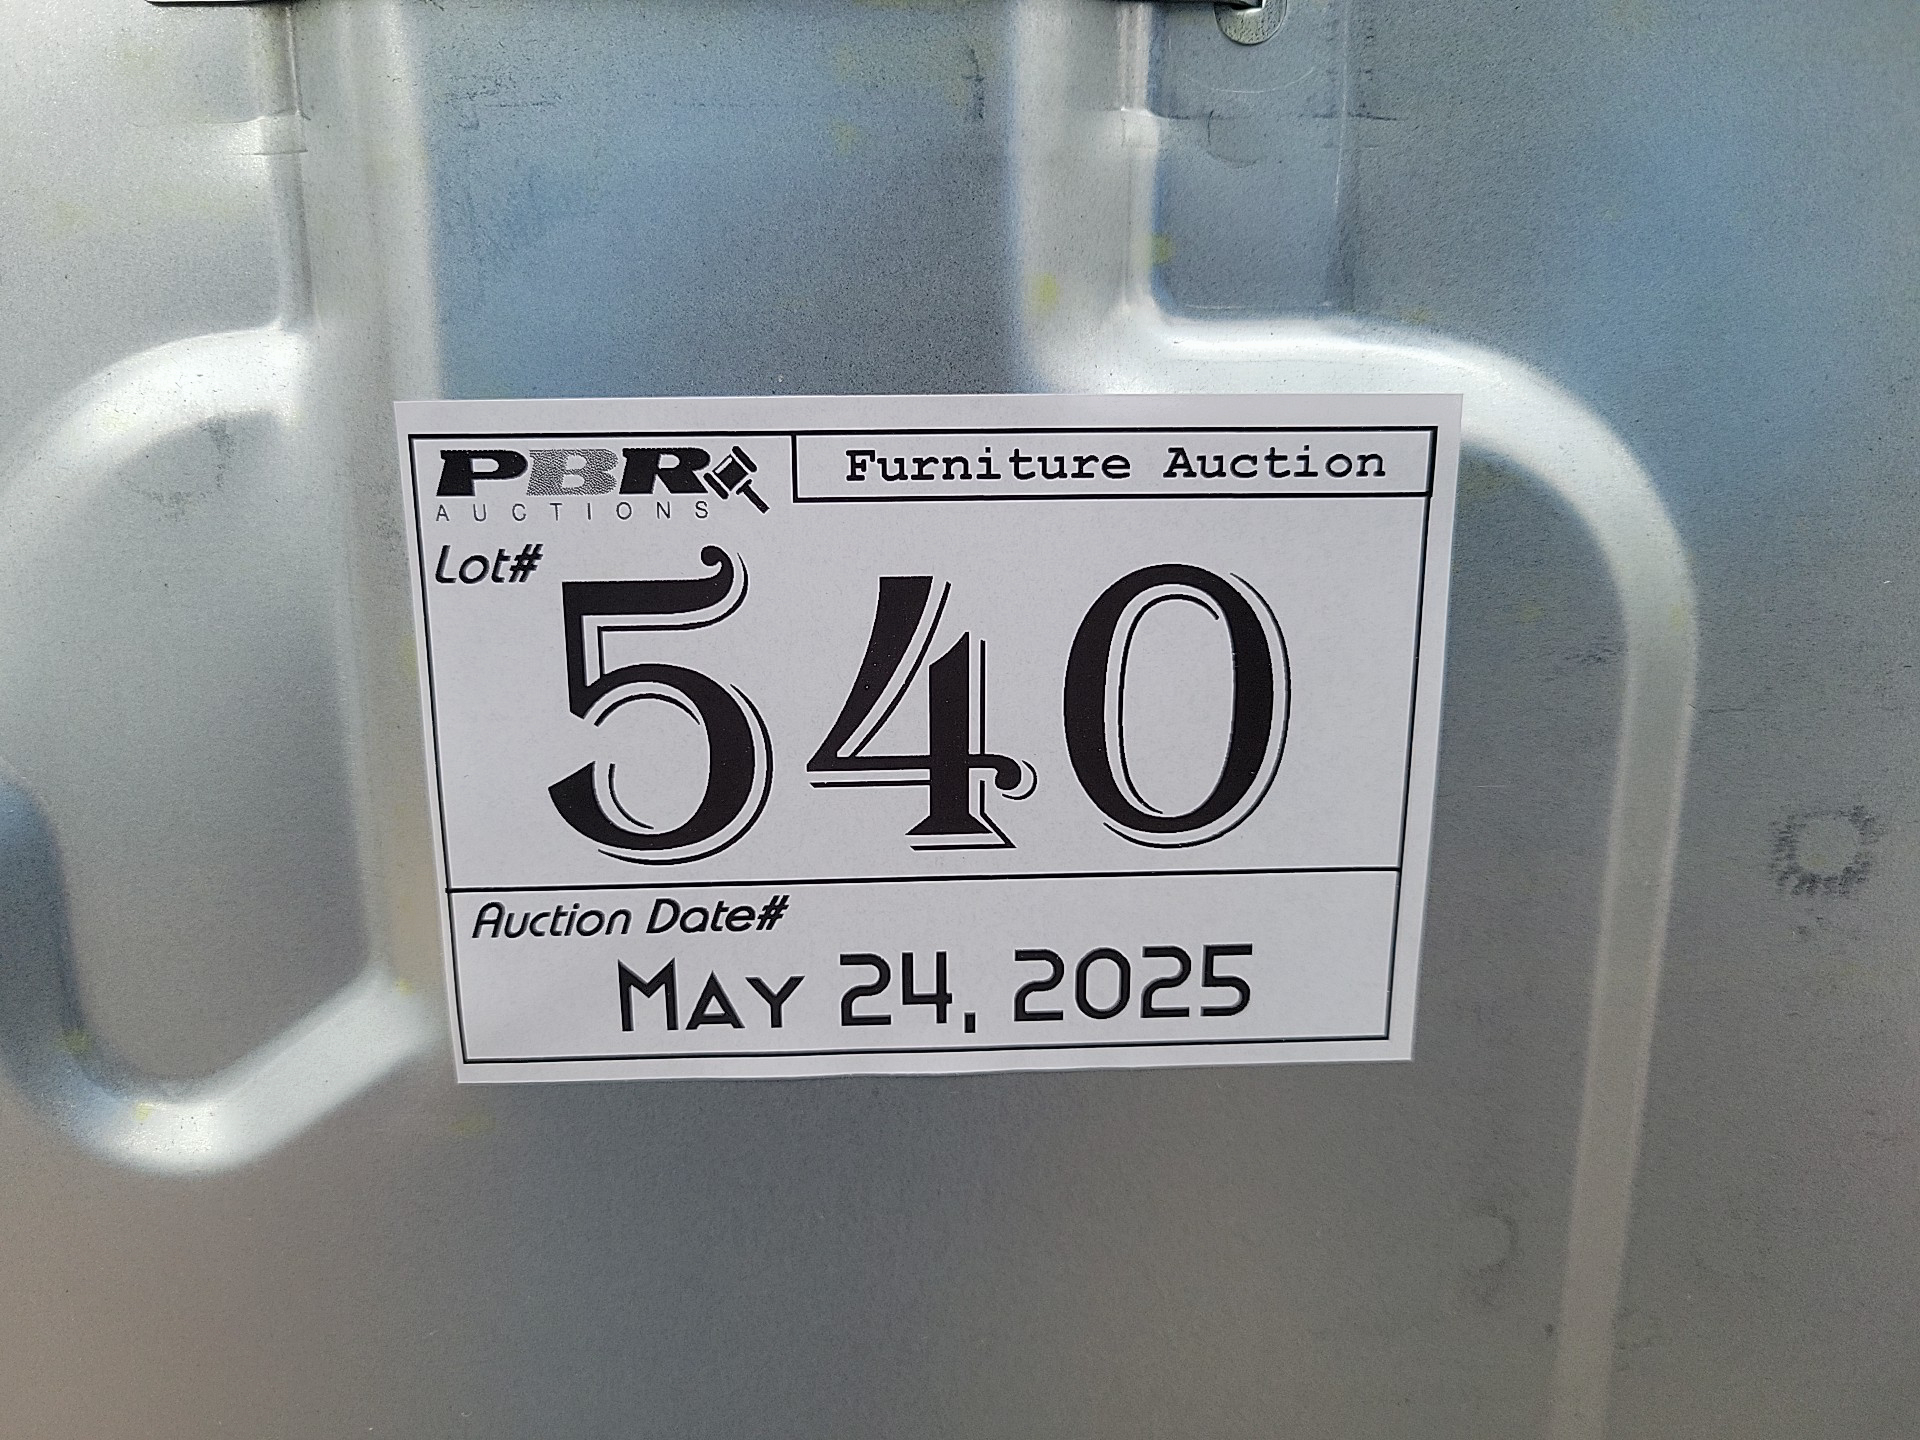 PBR
AUCTIONS
Furniture Auction
Lot#
540
Auction Date#
May 24, 2025